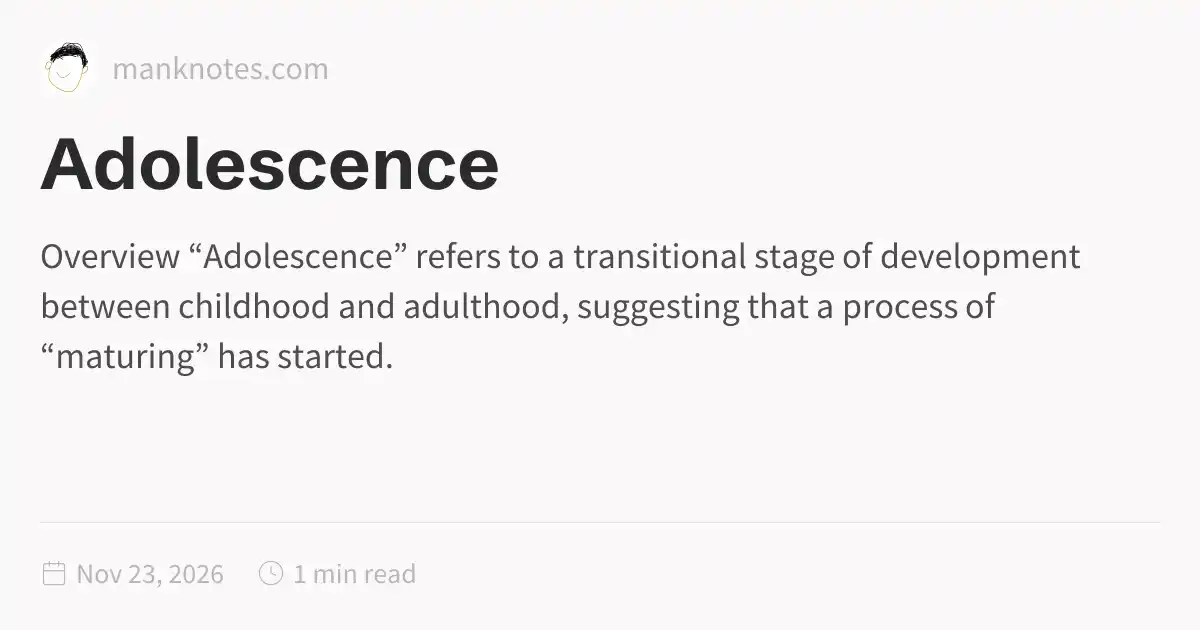 manknotes.com
Adolescence
Overview “Adolescence” refers to a transitional stage of development
between childhood and adulthood, suggesting that a process of
“maturing” has started.
Nov 23, 2026 1 min read